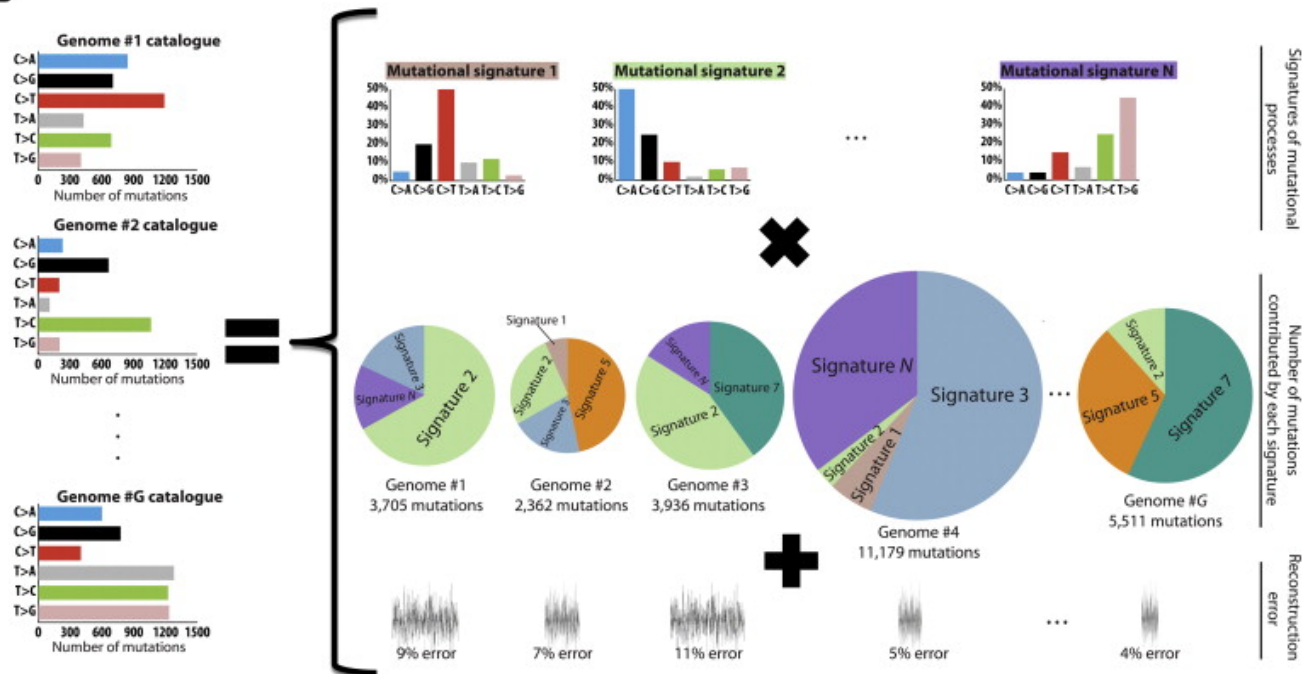 Genome #1 catalogue
C>A
C>G
C>T
T>A
T>C
T>G
0 300 600 900 1200 1500
Number of mutations
Genome #2 catalogue
C>A
C>G
C>T
T>A
T>C
T>G
0 300 600 900 1200 1500
Number of mutations
Genome #G catalogue
C>A
C>G
C>T
T>A
T>C
T>G
0 300 600 900 1200 1500
Number of mutations
Mutational signature 1
50%
40%
30%
20%
10%
0%
C>A C>G C>T T>A T>C T>G
Mutational signature 2
50%
40%
30%
20%
10%
0%
C>A C>G C>T T>A T>C T>G
...
Mutational signature N
50%
40%
30%
20%
10%
0%
C>A C>G C>T T>A T>C T>G
Signatures of mutational
processes
Signature 3
Signature N
Signature 2
Genome #1
3,705 mutations
Signature 1
Signature 2
Signature 5
Signature 3
Genome #2
2,362 mutations
Signature N
Signature 7
Signature 2
Genome #3
3,936 mutations
Signature N
Signature 3
Signature 2
Signature 1
Genome #4
11,179 mutations
...
Signature 2
Signature 5
Signature 7
Genome #G
5,511 mutations
Number of mutations
contributed by each signature
9% error
7% error
11% error
5% error
...
4% error
Reconstruction
error